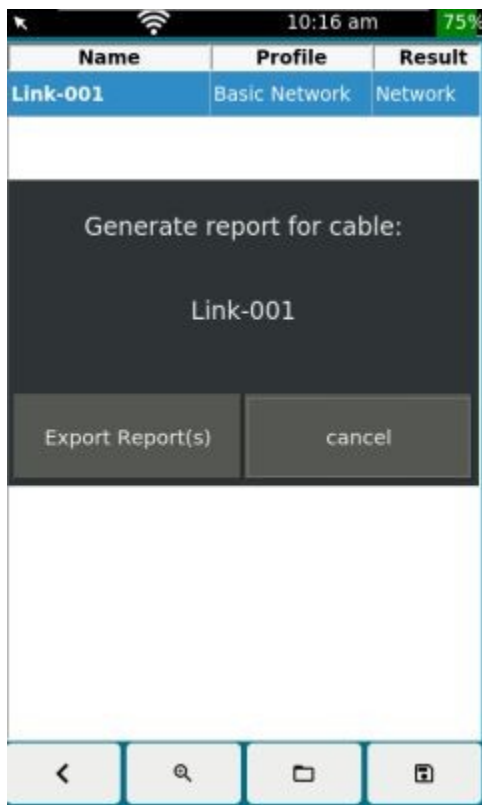 10:16 am 75%
Name Profile Result
Link-001 Basic Network Network
Generate report for cable:
Link-001
Export Report(s) cancel